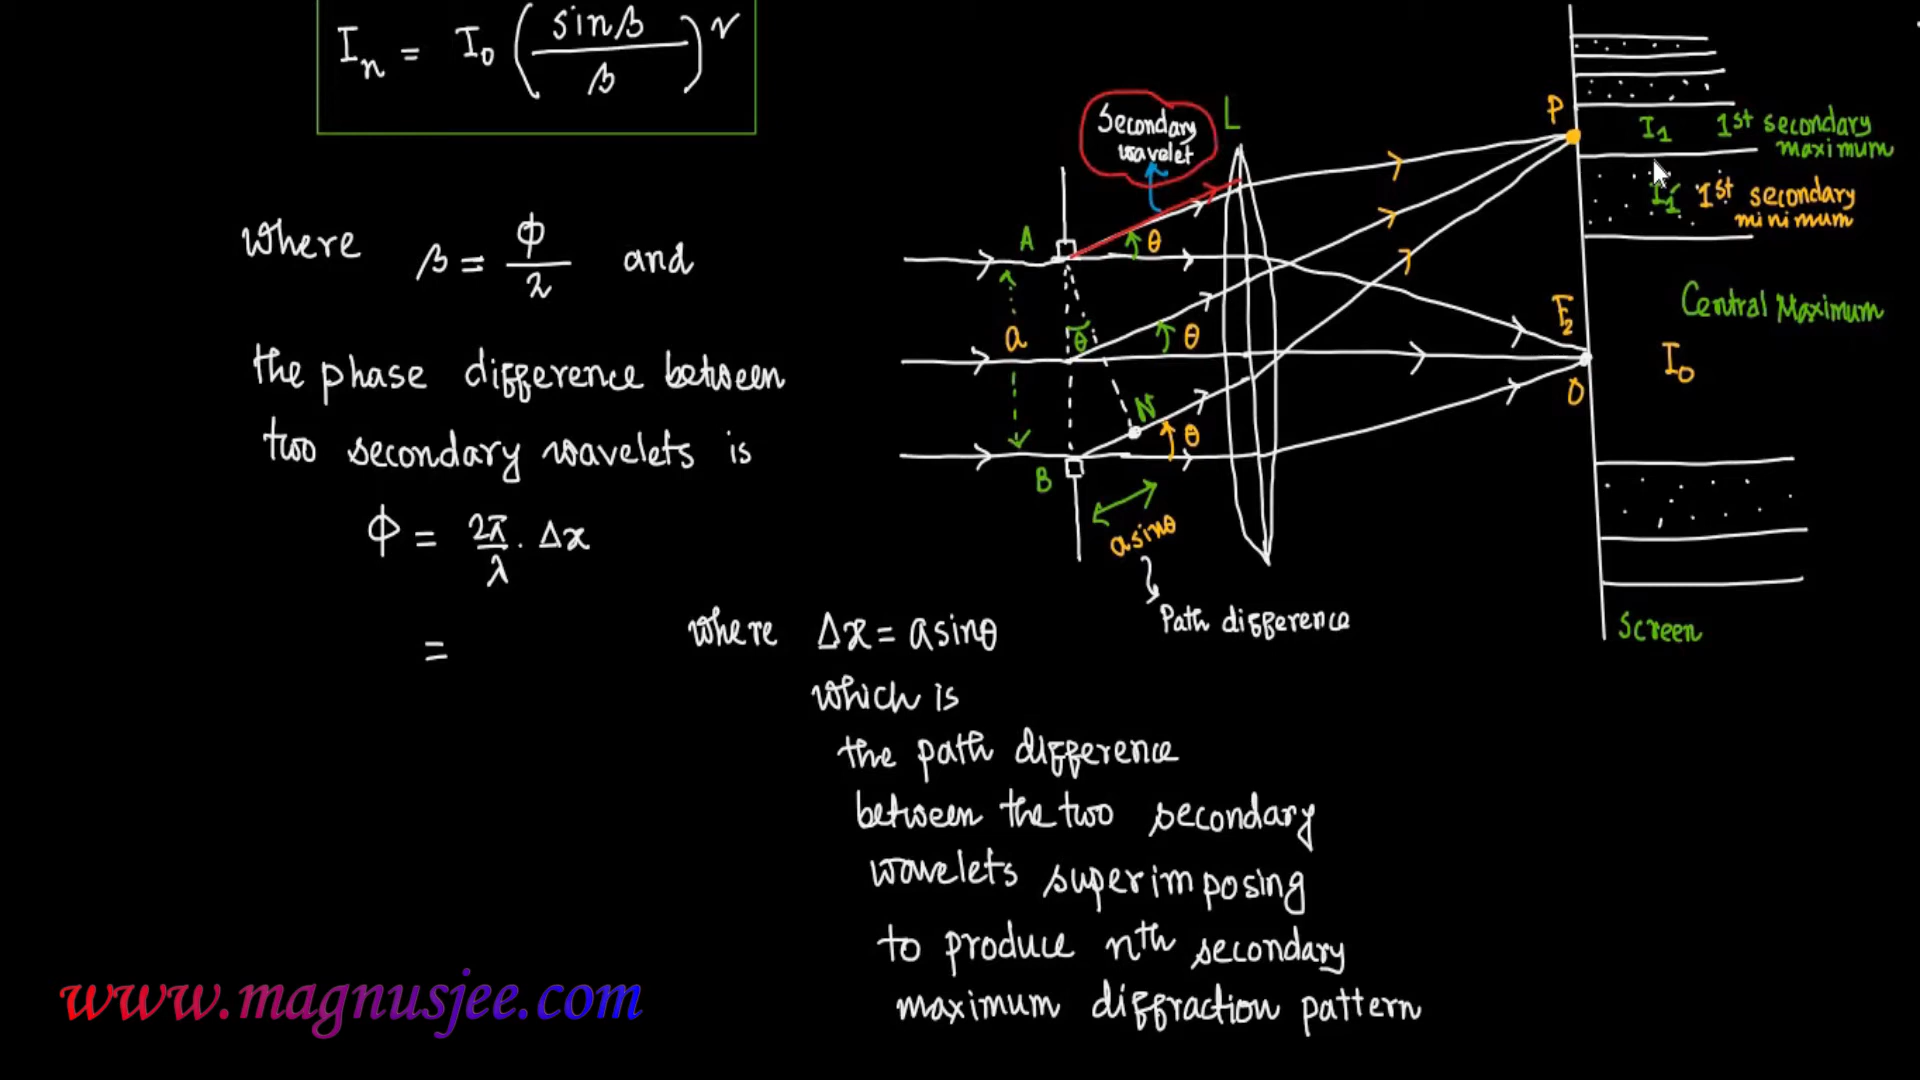 Iₙ = I₀ (sinβ / β)²
where β = Φ/2 and
the phase difference between
two secondary wavelets is
Φ = 2π/λ · Δx
=
where Δx = a sinθ
which is
the path difference
between the two secondary
wavelets superimposing
to produce nth secondary
maximum diffraction pattern
www.magnusjee.com
Secondary
wavelet
L
A
θ
a
θ
θ
N
θ
B
a sinθ
Path difference
P
F₂
O
I₁ 1st secondary
maximum
I₁' 1st secondary
minimum
Central Maximum
I₀
Screen